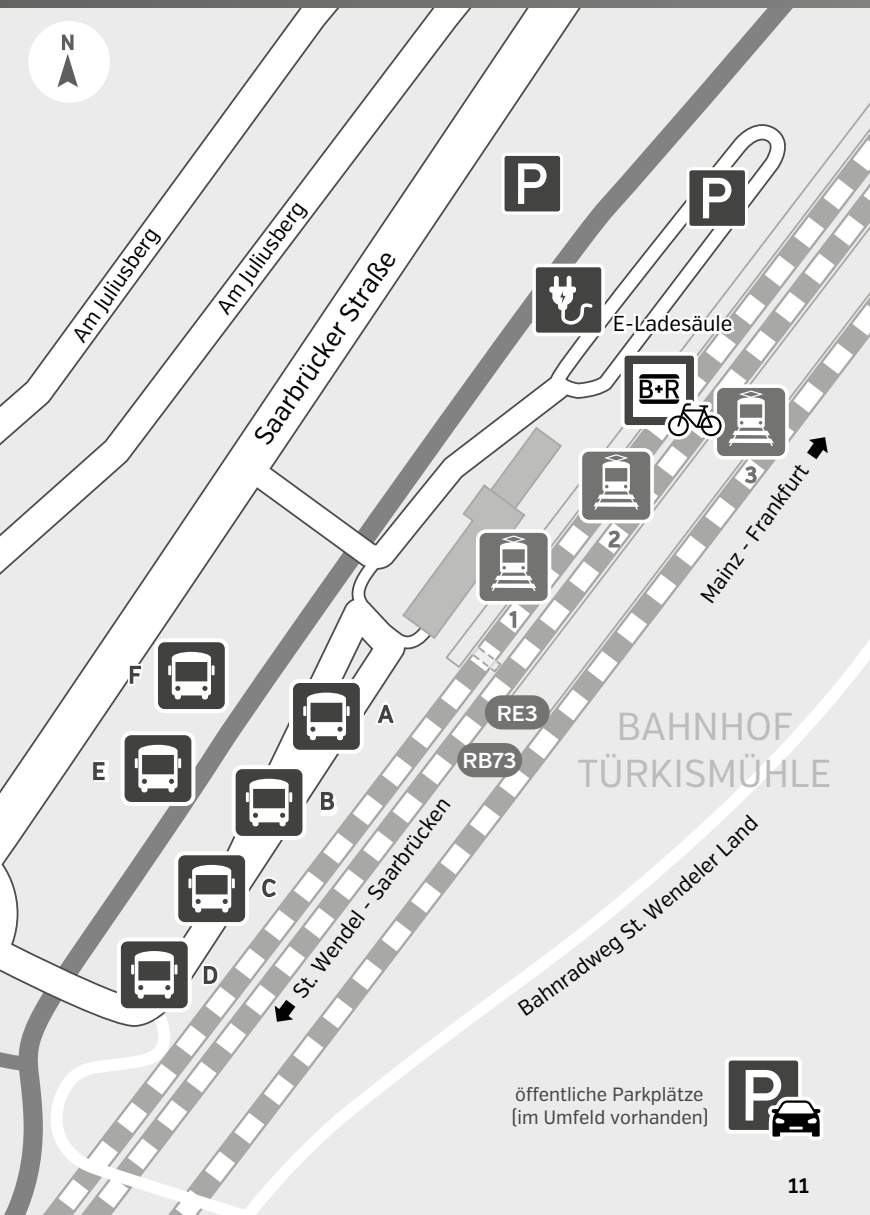 N
P
P
Am Juliusberg
Am Juliusberg
Saarbrücker Straße
E-Ladesäule
B+R
3
2
1
Mainz - Frankfurt
F
A
E
B
C
D
RE3
RB73
BAHNHOF
TÜRKISMÜHLE
St. Wendel - Saarbrücken
Bahnradweg St. Wendeler Land
öffentliche Parkplätze
(im Umfeld vorhanden)
P
11